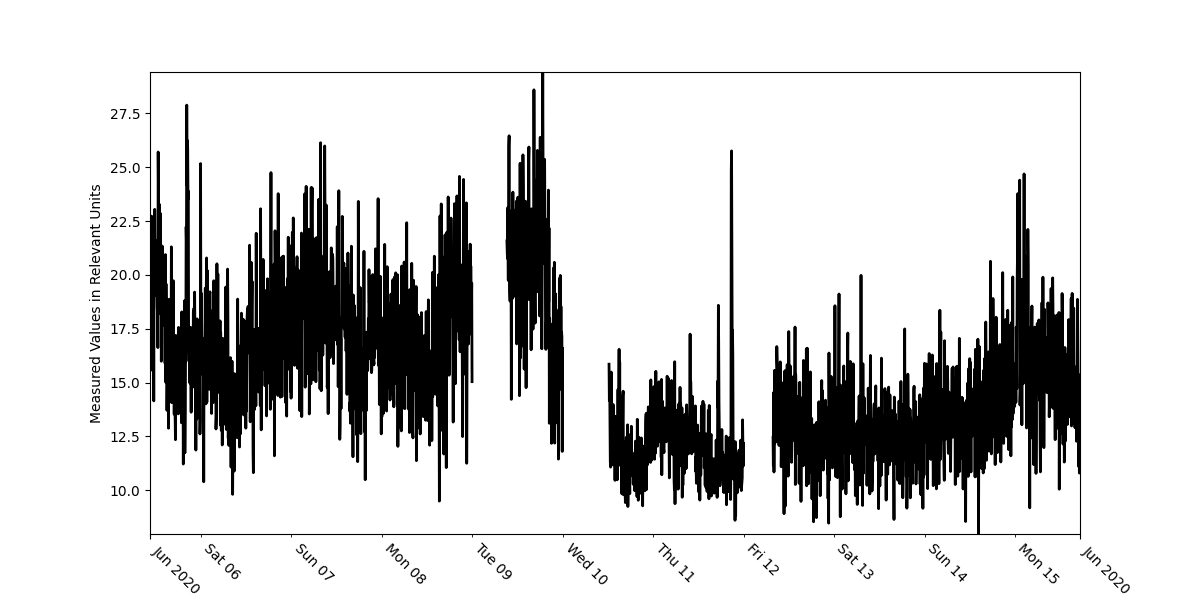 27.5
25.0
22.5
20.0
17.5
15.0
12.5
10.0
Measured Values in Relevant Units
Jun 2020
Sat 06
Sun 07
Mon 08
Tue 09
Wed 10
Thu 11
Fri 12
Sat 13
Sun 14
Mon 15
Jun 2020